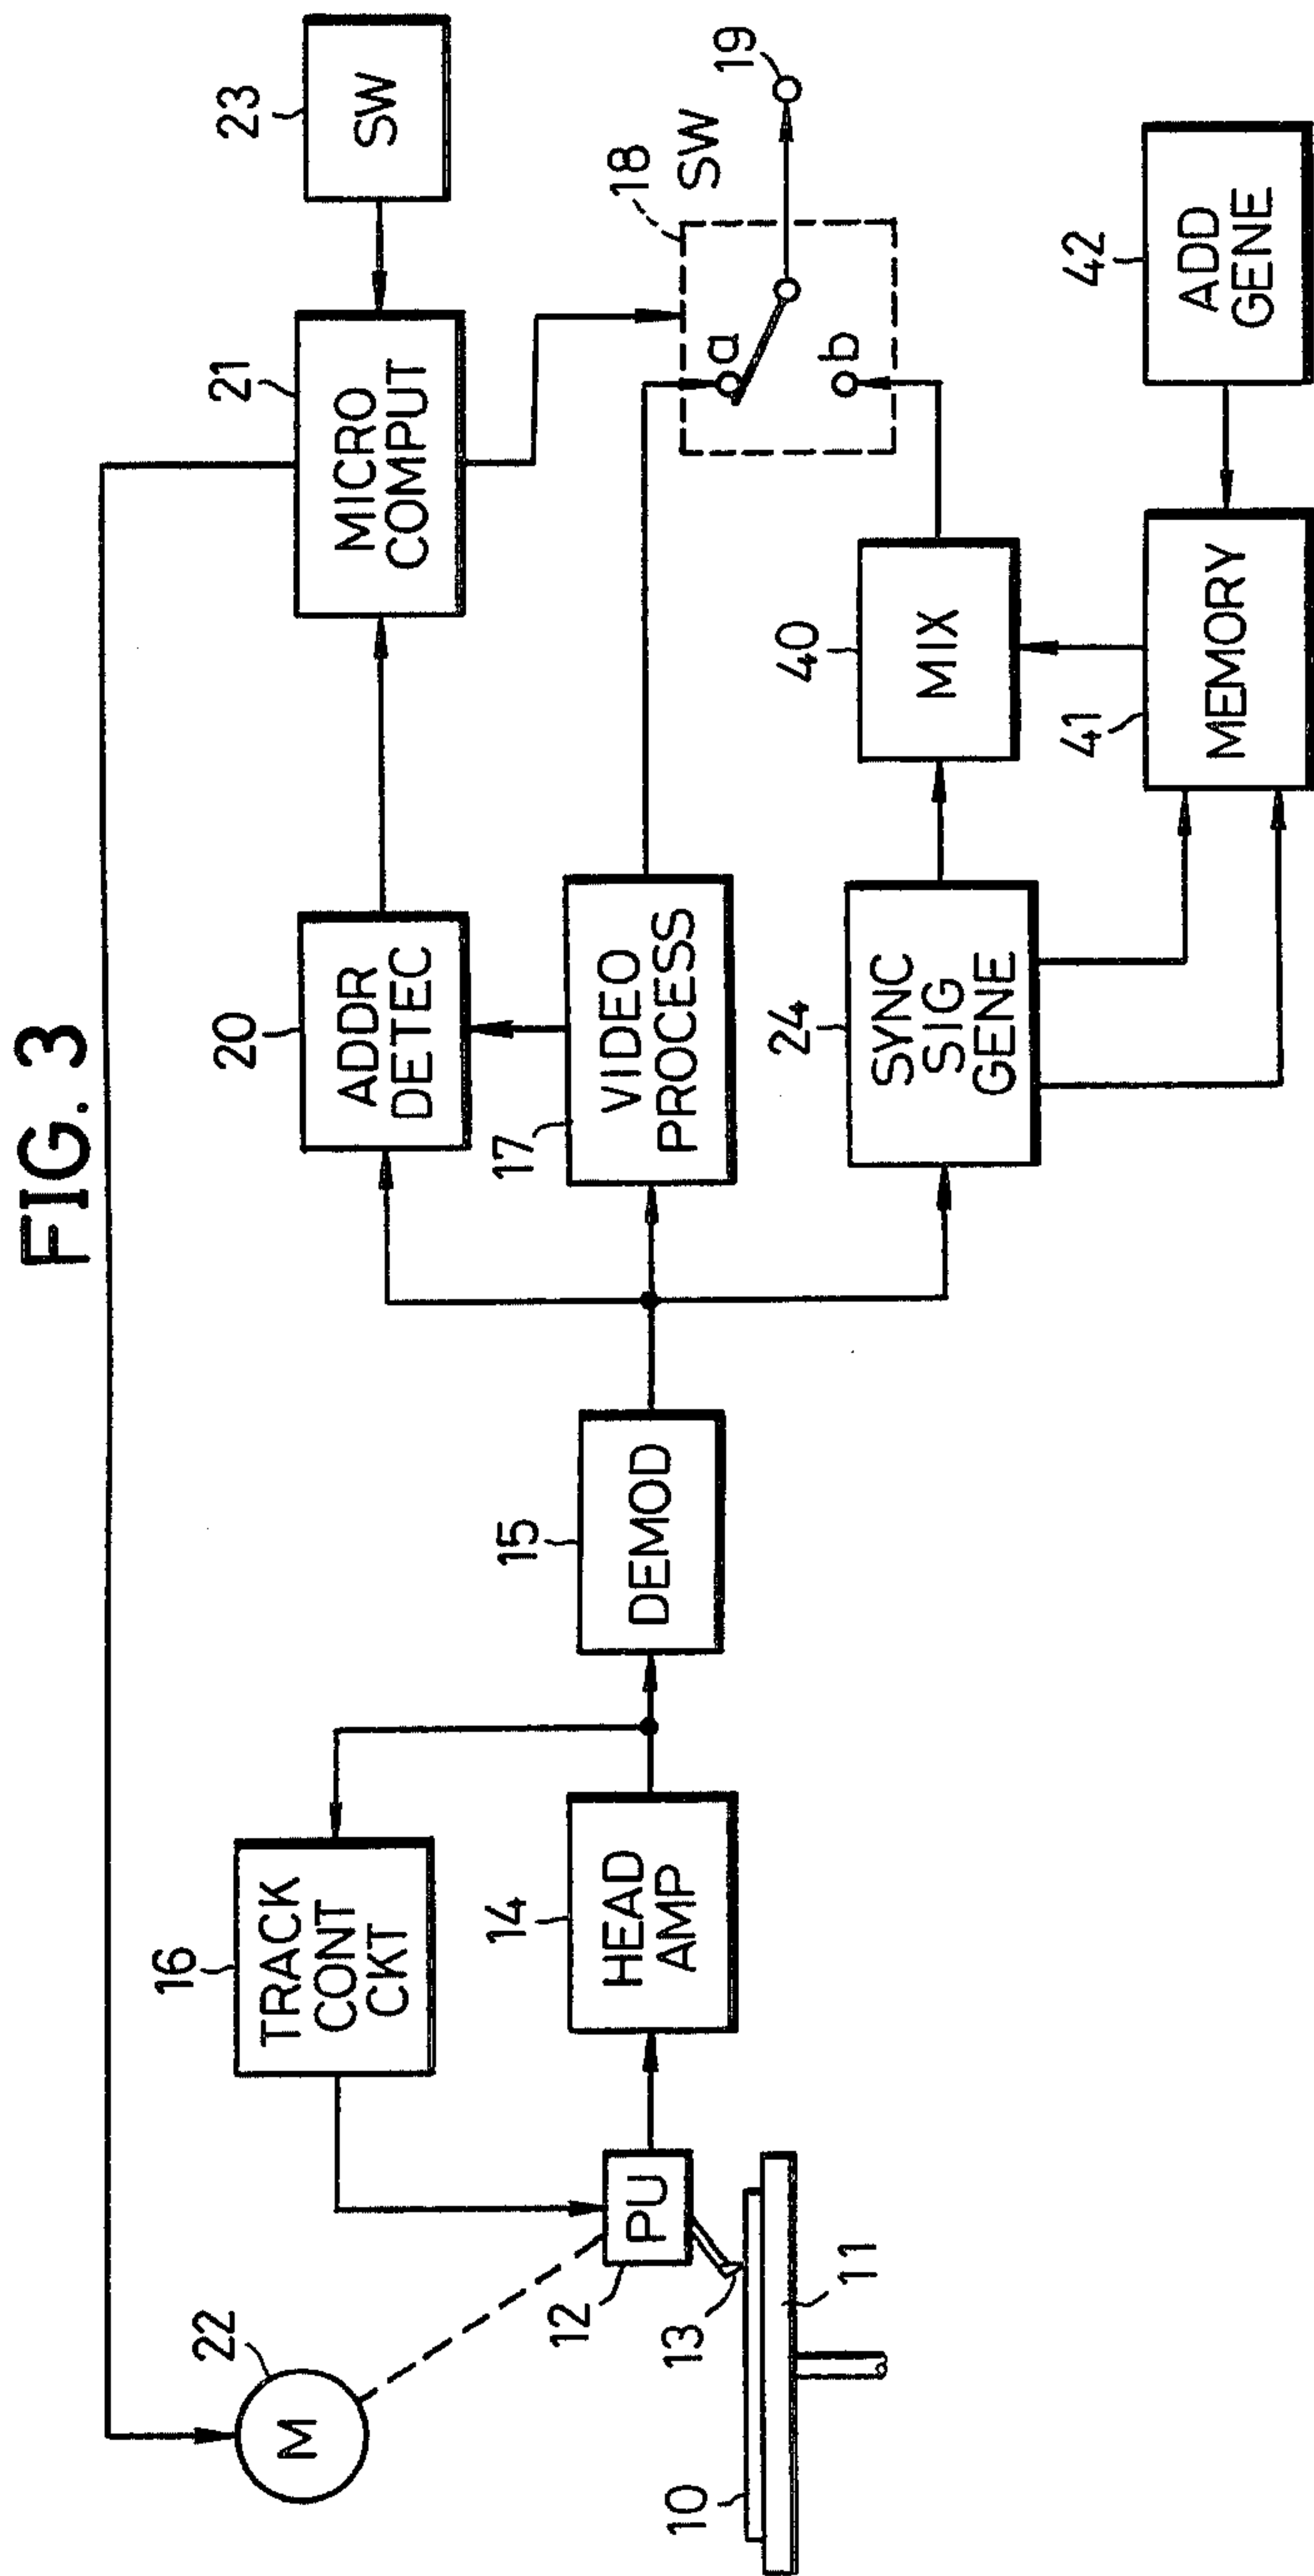 FIG. 3
22
M
16
TRACK
CONT
CKT
20
ADDR
DETEC
21
MICRO
COMPUT
23
SW
12
PU
13
10
11
14
HEAD
AMP
15
DEMOD
17
VIDEO
PROCESS
18
SW
a
b
19
24
SYNC
SIG
GENE
40
MIX
41
MEMORY
42
ADD
GENE